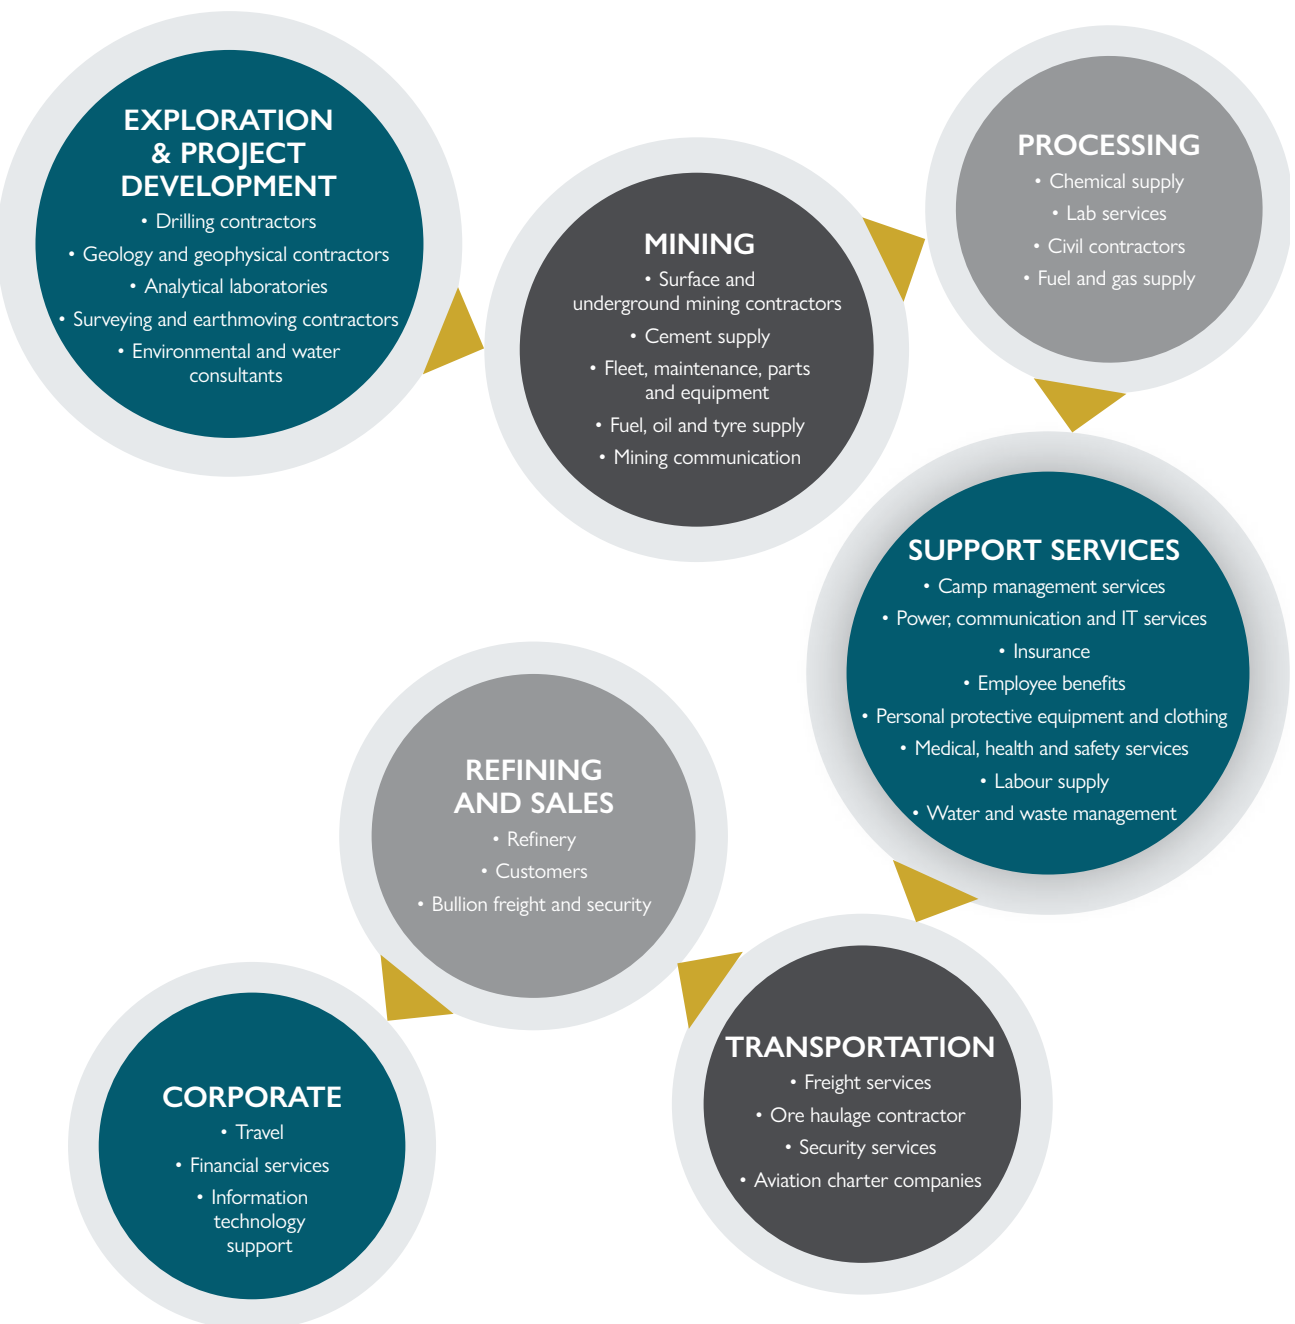 EXPLORATION
& PROJECT
DEVELOPMENT
• Drilling contractors
• Geology and geophysical contractors
• Analytical laboratories
• Surveying and earthmoving contractors
• Environmental and water
consultants
MINING
• Surface and
underground mining contractors
• Cement supply
• Fleet, maintenance, parts
and equipment
• Fuel, oil and tyre supply
• Mining communication
PROCESSING
• Chemical supply
• Lab services
• Civil contractors
• Fuel and gas supply
SUPPORT SERVICES
• Camp management services
• Power, communication and IT services
• Insurance
• Employee benefits
• Personal protective equipment and clothing
• Medical, health and safety services
• Labour supply
• Water and waste management
TRANSPORTATION
• Freight services
• Ore haulage contractor
• Security services
• Aviation charter companies
REFINING
AND SALES
• Refinery
• Customers
• Bullion freight and security
CORPORATE
• Travel
• Financial services
• Information
technology
support